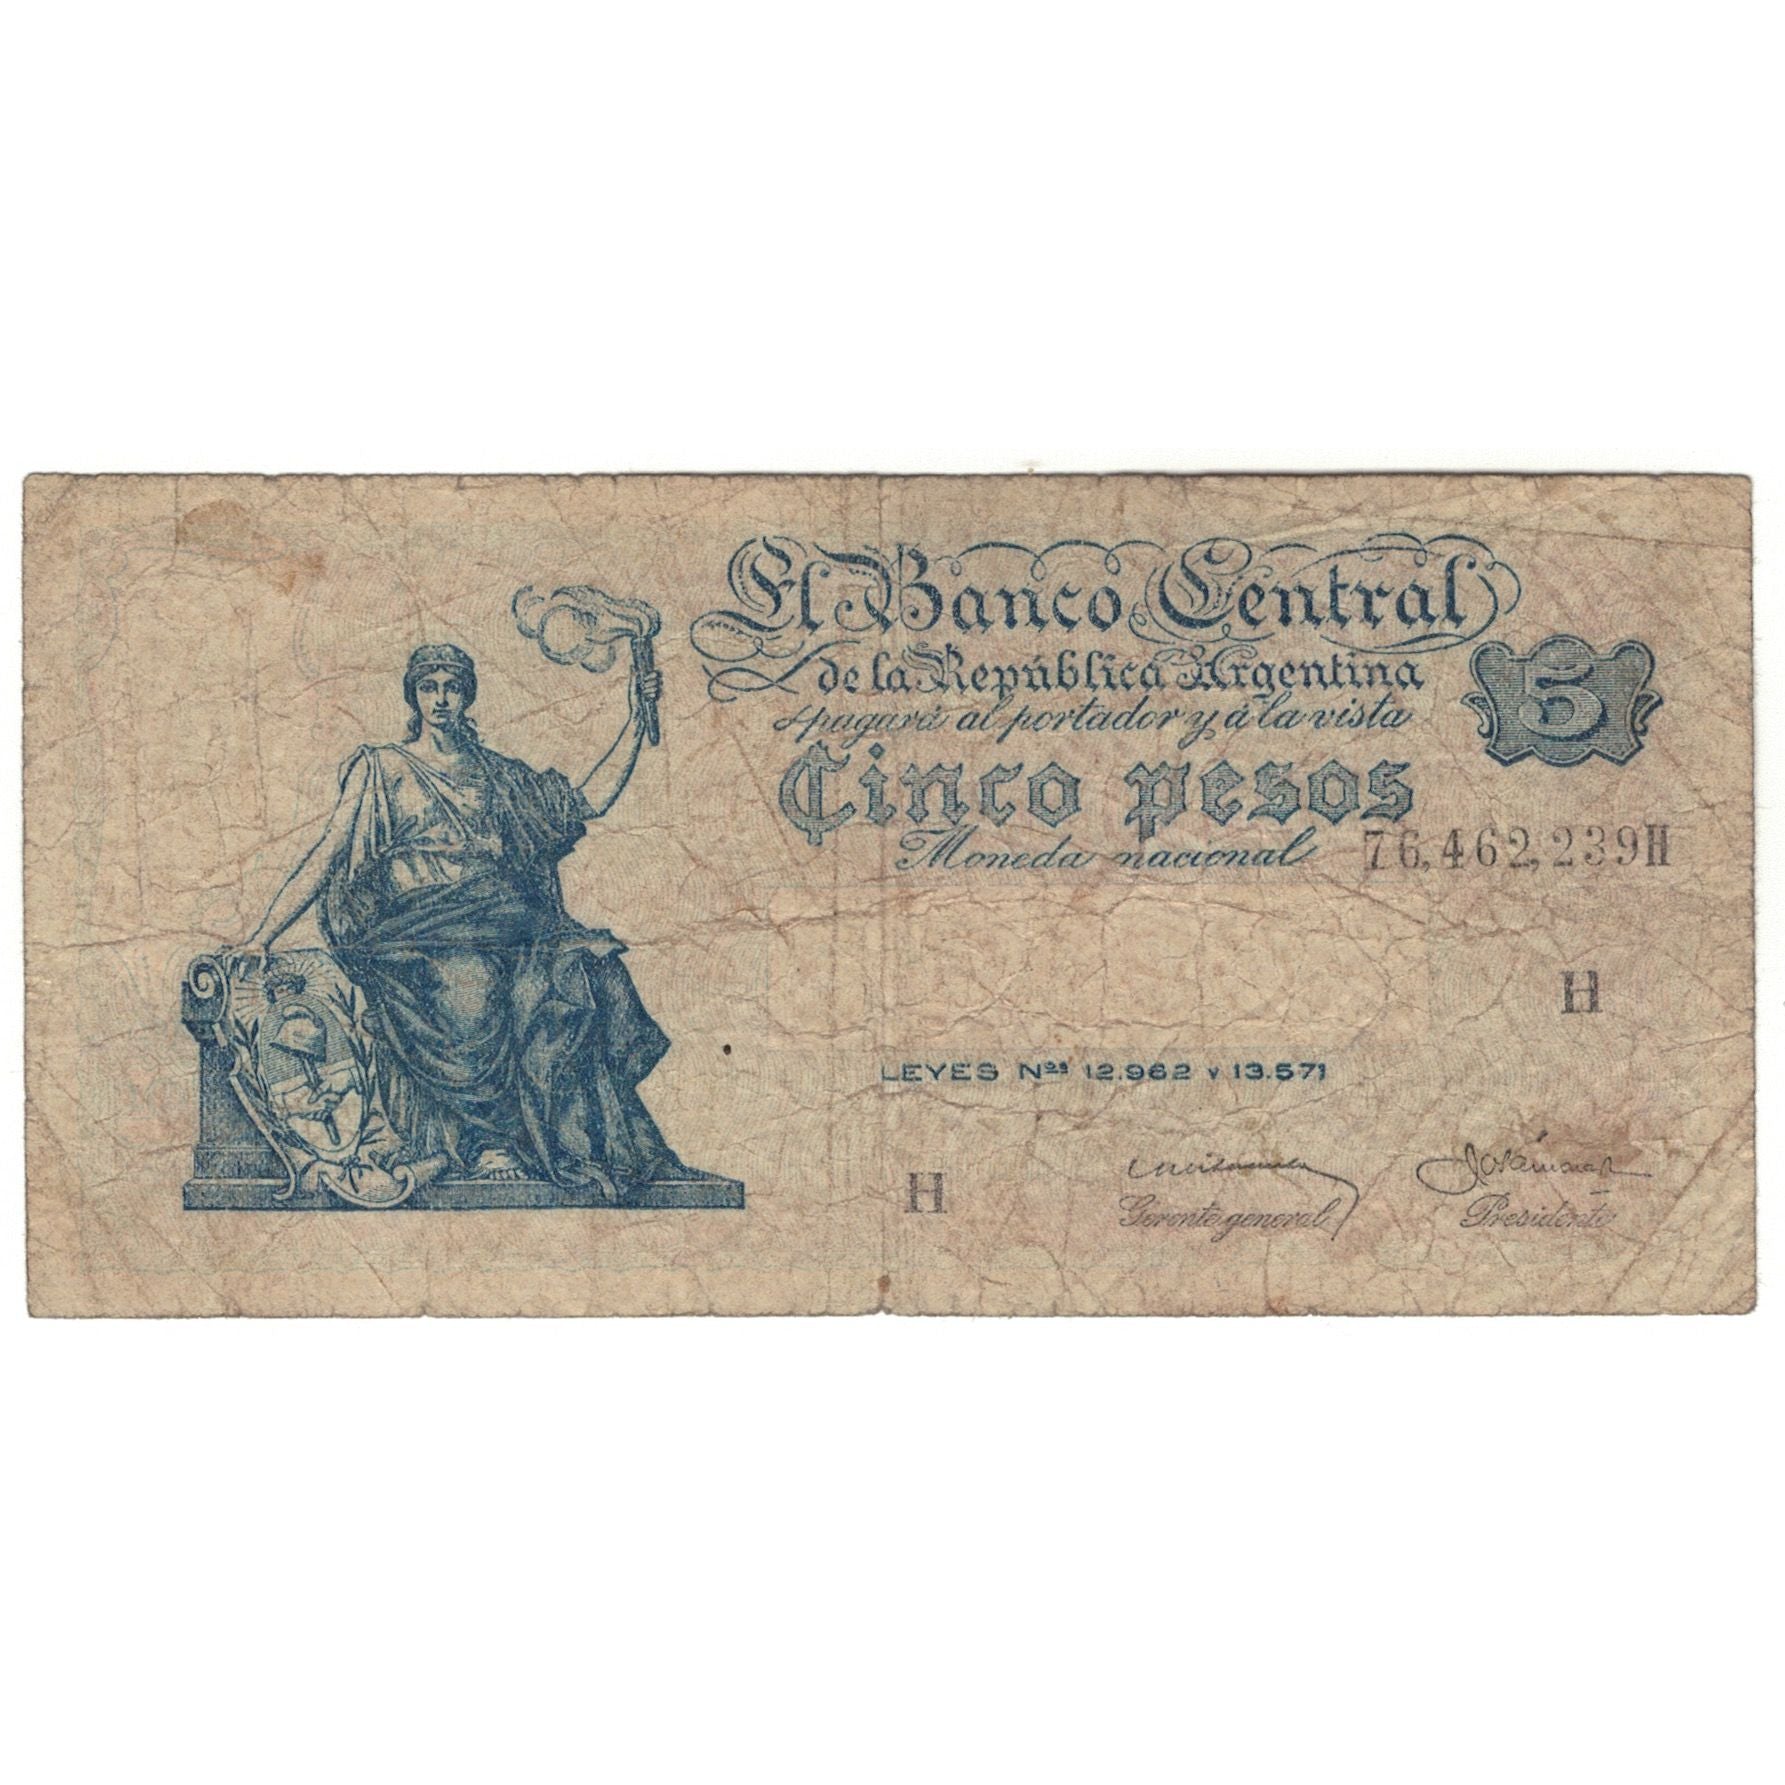 El Banco Central
de la República Argentina
pagará al portador y á la vista
5
Cinco pesos
Moneda nacional
76,462,239H
H
LEYES Nos 12.962 Y 13.571
H
Gerente general
Presidente